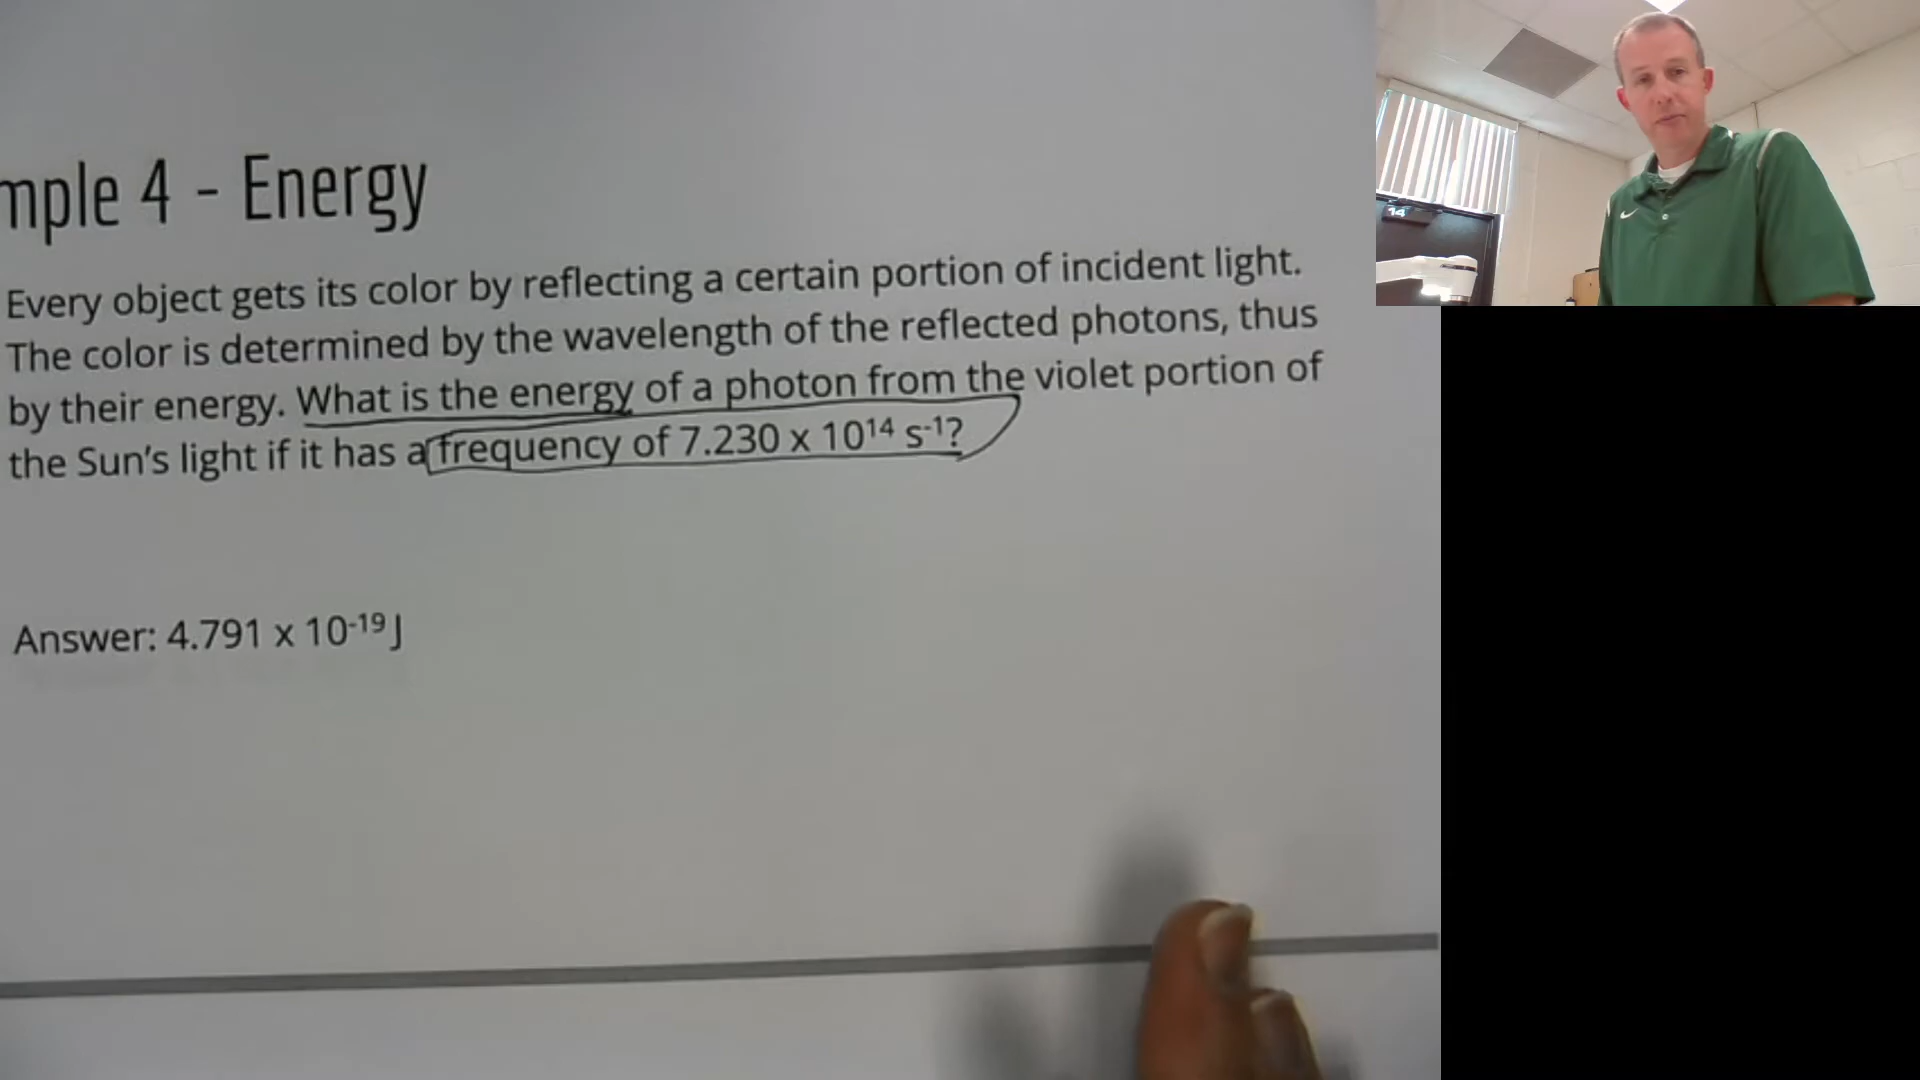 mple 4 - Energy
Every object gets its color by reflecting a certain portion of incident light.
The color is determined by the wavelength of the reflected photons, thus
by their energy. What is the energy of a photon from the violet portion of
the Sun's light if it has a frequency of 7.230 x 10¹⁴ s⁻¹?
Answer: 4.791 x 10⁻¹⁹ J
14